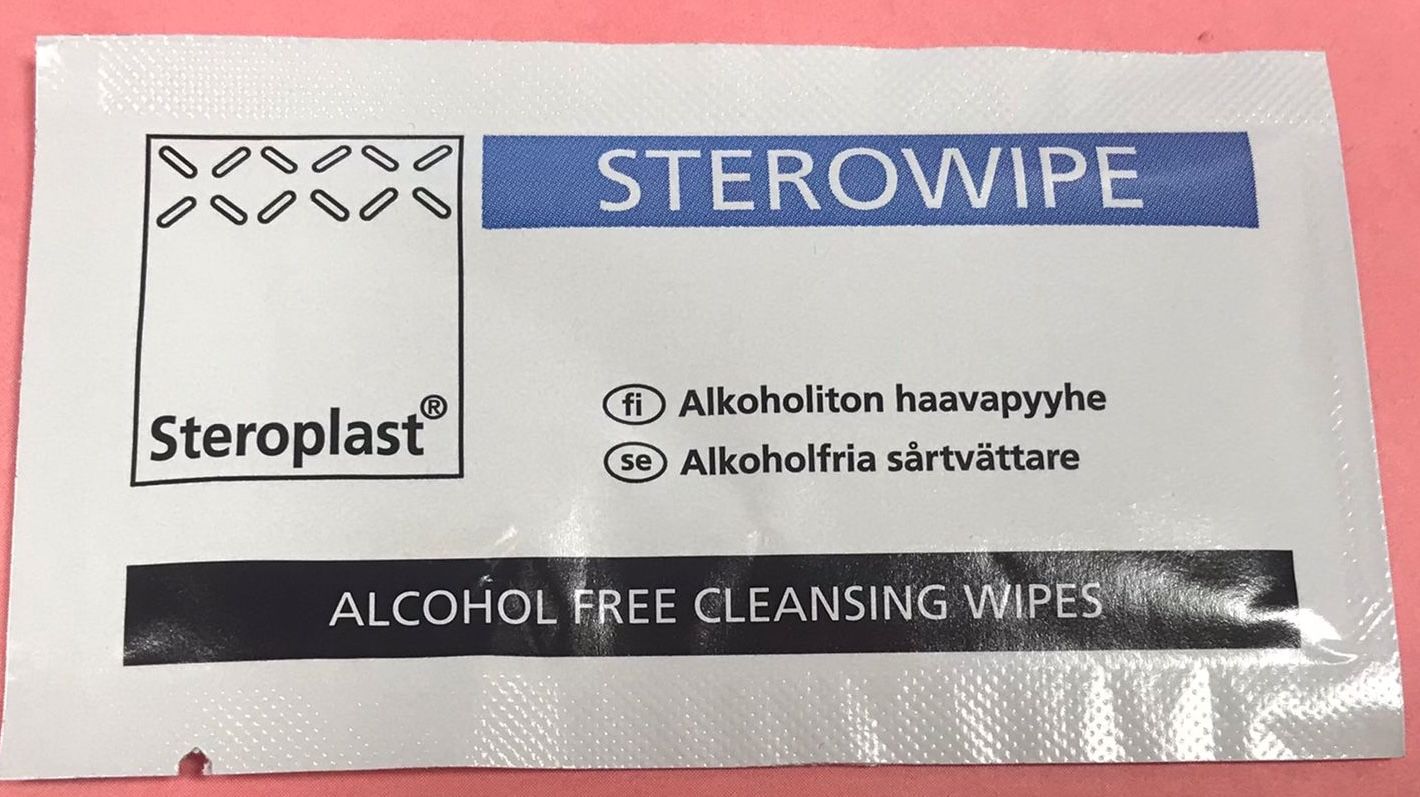 STEROWIPE
Steroplast®
fi Alkoholiton haavapyyhe
se Alkoholfria sårtvättare
ALCOHOL FREE CLEANSING WIPES